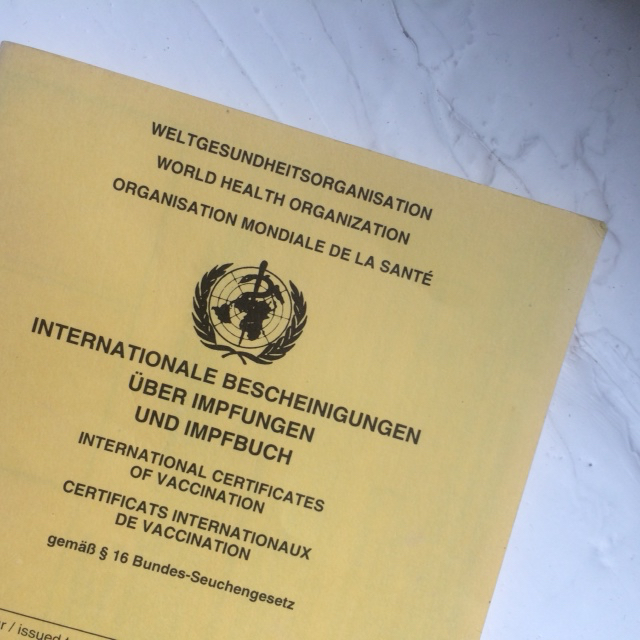 WELTGESUNDHEITSORGANISATION
WORLD HEALTH ORGANIZATION
ORGANISATION MONDIALE DE LA SANTÉ
INTERNATIONALE BESCHEINIGUNGEN
ÜBER IMPFUNGEN
UND IMPFBUCH
INTERNATIONAL CERTIFICATES
OF VACCINATION
CERTIFICATS INTERNATIONAUX
DE VACCINATION
gemäß § 16 Bundes-Seuchengesetz
/ issued